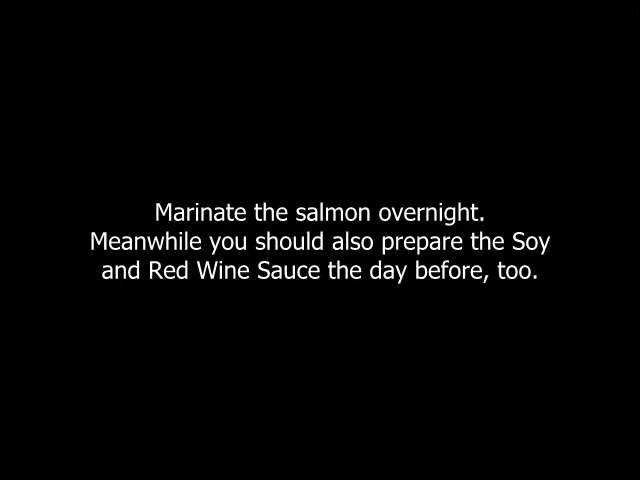 Marinate the salmon overnight.
Meanwhile you should also prepare the Soy
and Red Wine Sauce the day before, too.